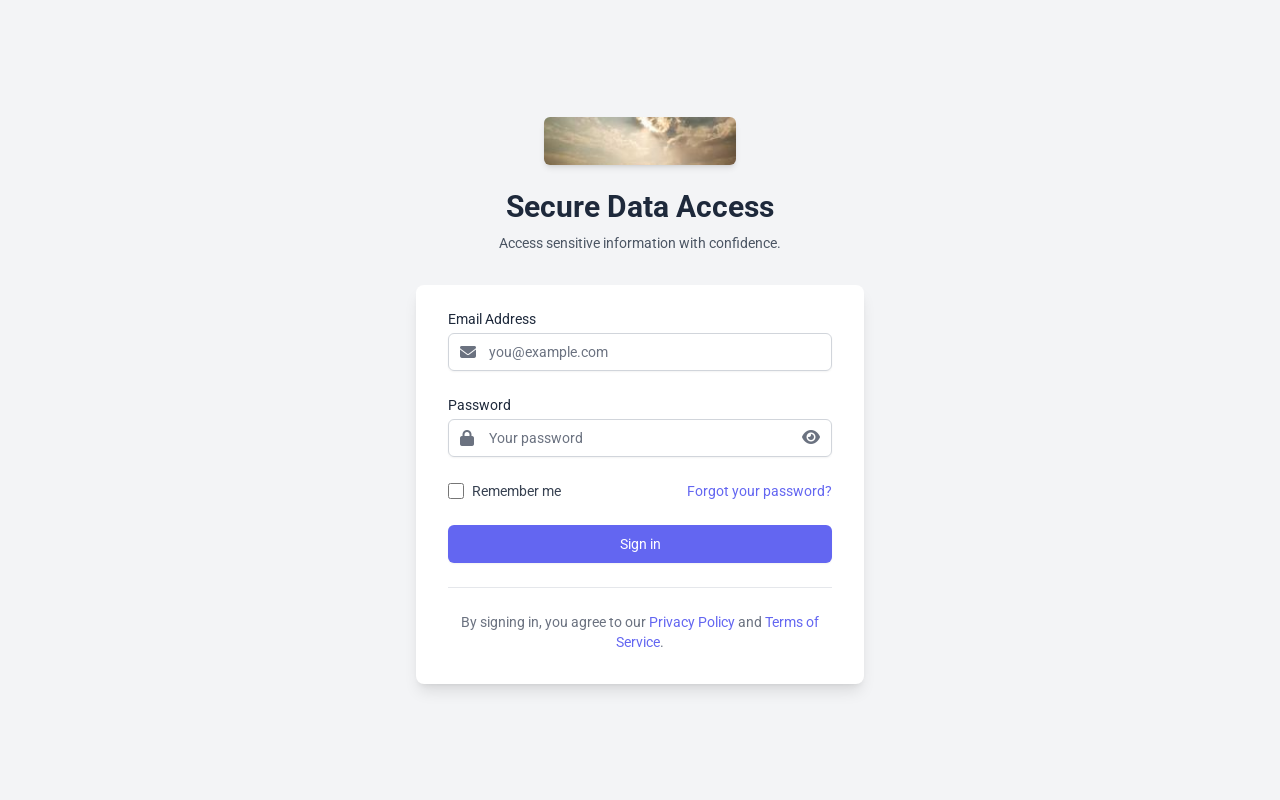 Secure Data Access
Access sensitive information with confidence.
Email Address
you@example.com
Password
Your password
Remember me
Forgot your password?
Sign in
By signing in, you agree to our Privacy Policy and Terms of
Service.